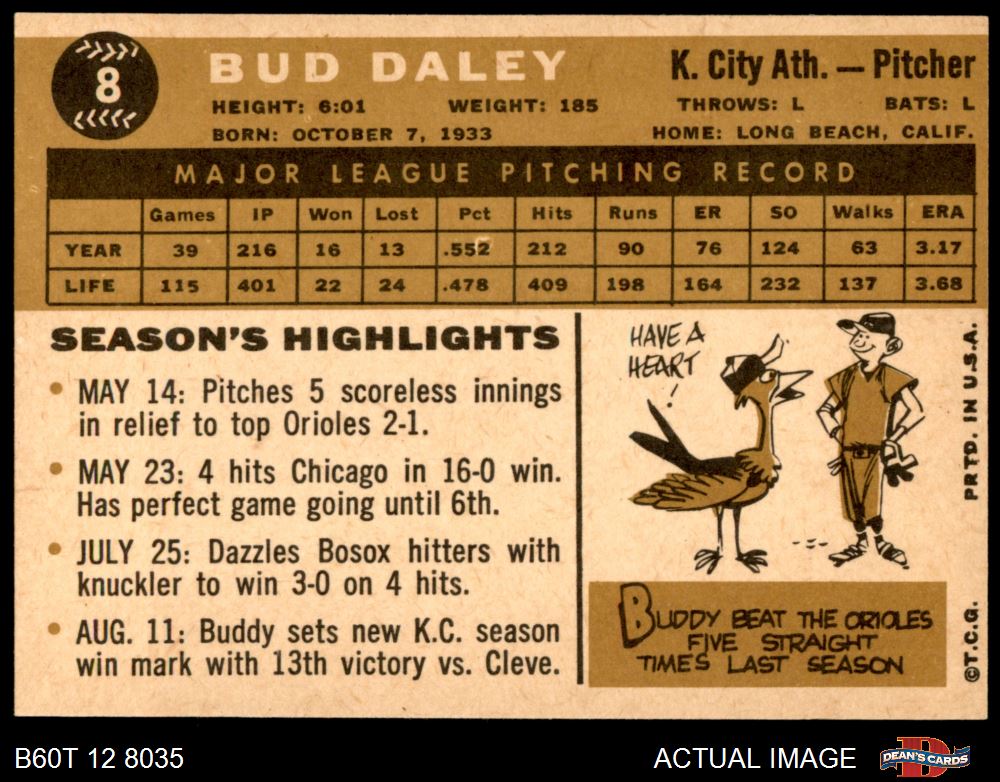 8
BUD DALEY
K. City Ath. — Pitcher
HEIGHT: 6:01 WEIGHT: 185 THROWS: L BATS: L
BORN: OCTOBER 7, 1933 HOME: LONG BEACH, CALIF.
MAJOR LEAGUE PITCHING RECORD
Games IP Won Lost Pct Hits Runs ER SO Walks ERA
YEAR 39 216 16 13 .552 212 90 76 124 63 3.17
LIFE 115 401 22 24 .478 409 198 164 232 137 3.68
SEASON'S HIGHLIGHTS
• MAY 14: Pitches 5 scoreless innings
in relief to top Orioles 2-1.
• MAY 23: 4 hits Chicago in 16-0 win.
Has perfect game going until 6th.
• JULY 25: Dazzles Bosox hitters with
knuckler to win 3-0 on 4 hits.
• AUG. 11: Buddy sets new K.C. season
win mark with 13th victory vs. Cleve.
HAVE A
HEART
!
BUDDY BEAT THE ORIOLES
FIVE STRAIGHT
TIMES LAST SEASON
PRTD. IN U.S.A.
©T.C.G.
B60T 12 8035
ACTUAL IMAGE
DEAN'S CARDS